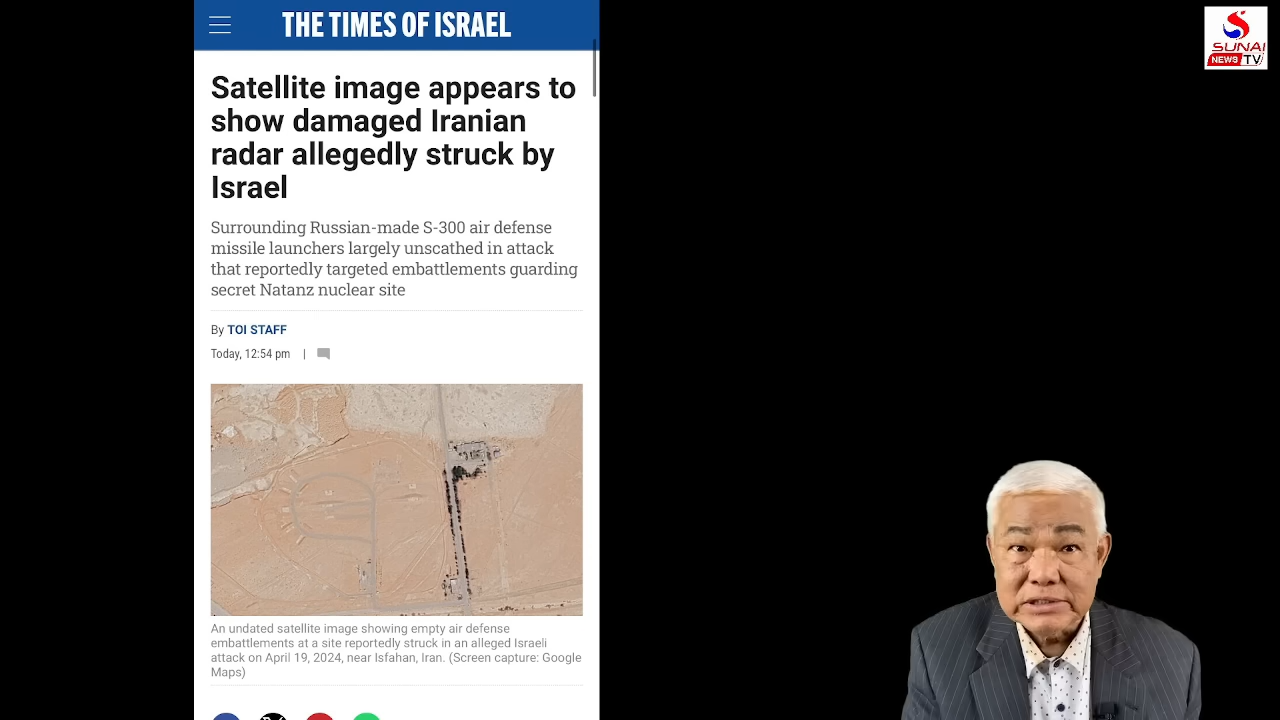 THE TIMES OF ISRAEL
SUNAI
NEWS TV
Satellite image appears to
show damaged Iranian
radar allegedly struck by
Israel
Surrounding Russian-made S-300 air defense
missile launchers largely unscathed in attack
that reportedly targeted embattlements guarding
secret Natanz nuclear site
By TOI STAFF
Today, 12:54 pm |
An undated satellite image showing empty air defense
embattlements at a site reportedly struck in an alleged Israeli
attack on April 19, 2024, near Isfahan, Iran. (Screen capture: Google
Maps)